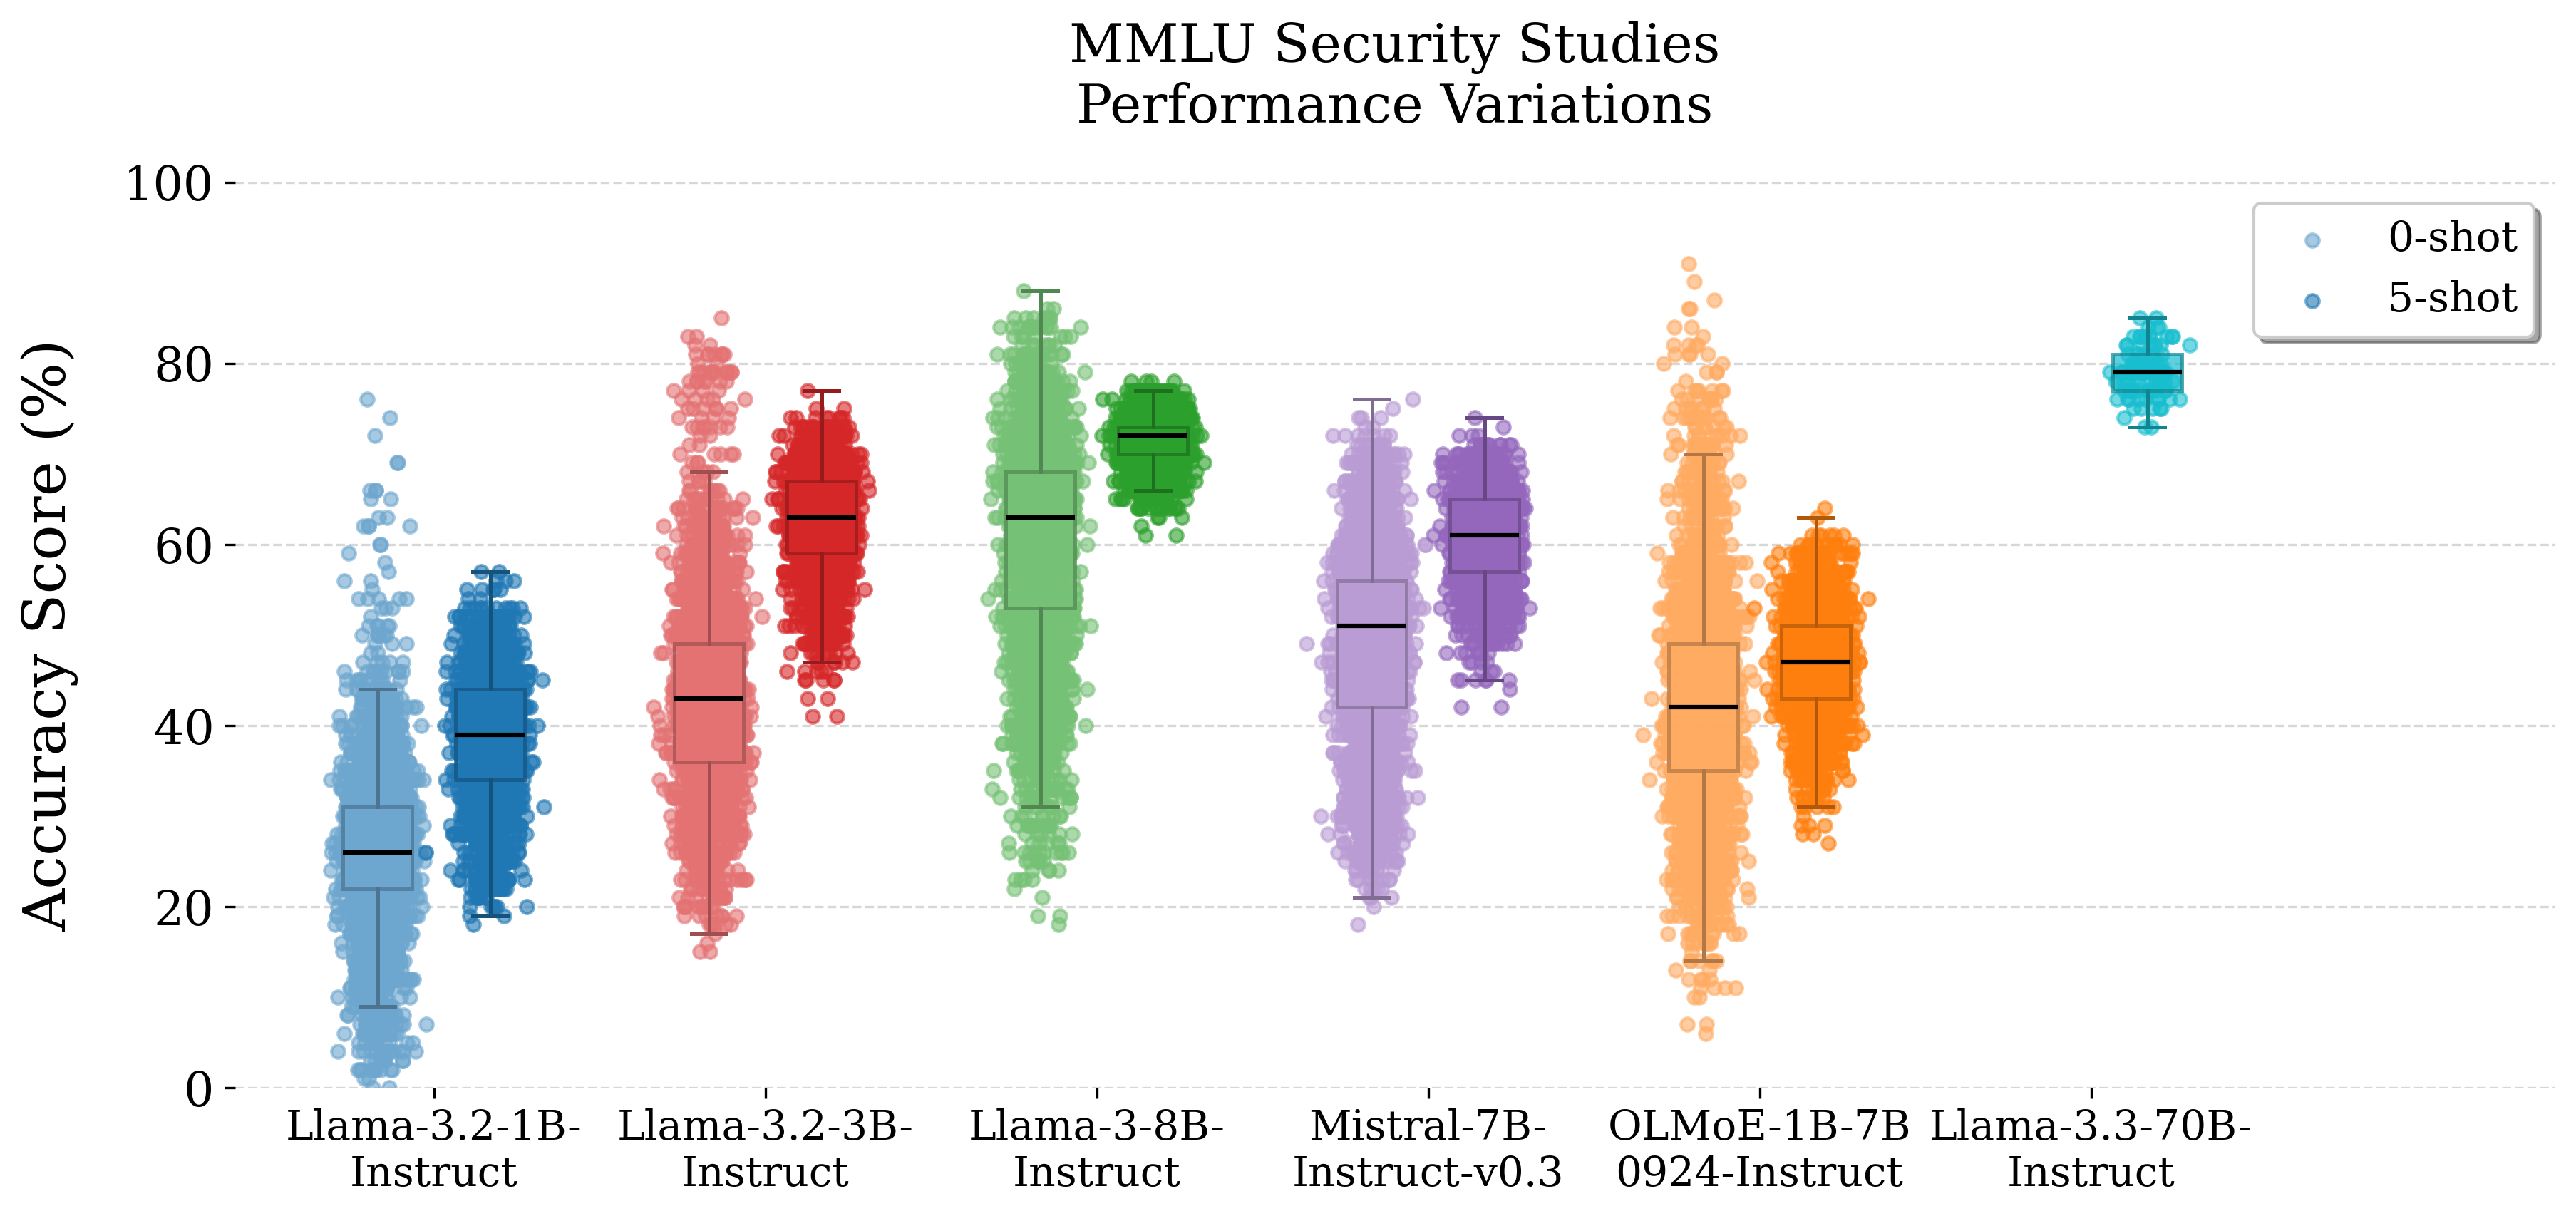 MMLU Security Studies
Performance Variations
Accuracy Score (%)
100
80
60
40
20
0
0-shot
5-shot
Llama-3.2-1B-
Instruct
Llama-3.2-3B-
Instruct
Llama-3-8B-
Instruct
Mistral-7B-
Instruct-v0.3
OLMoE-1B-7B
0924-Instruct
Llama-3.3-70B-
Instruct